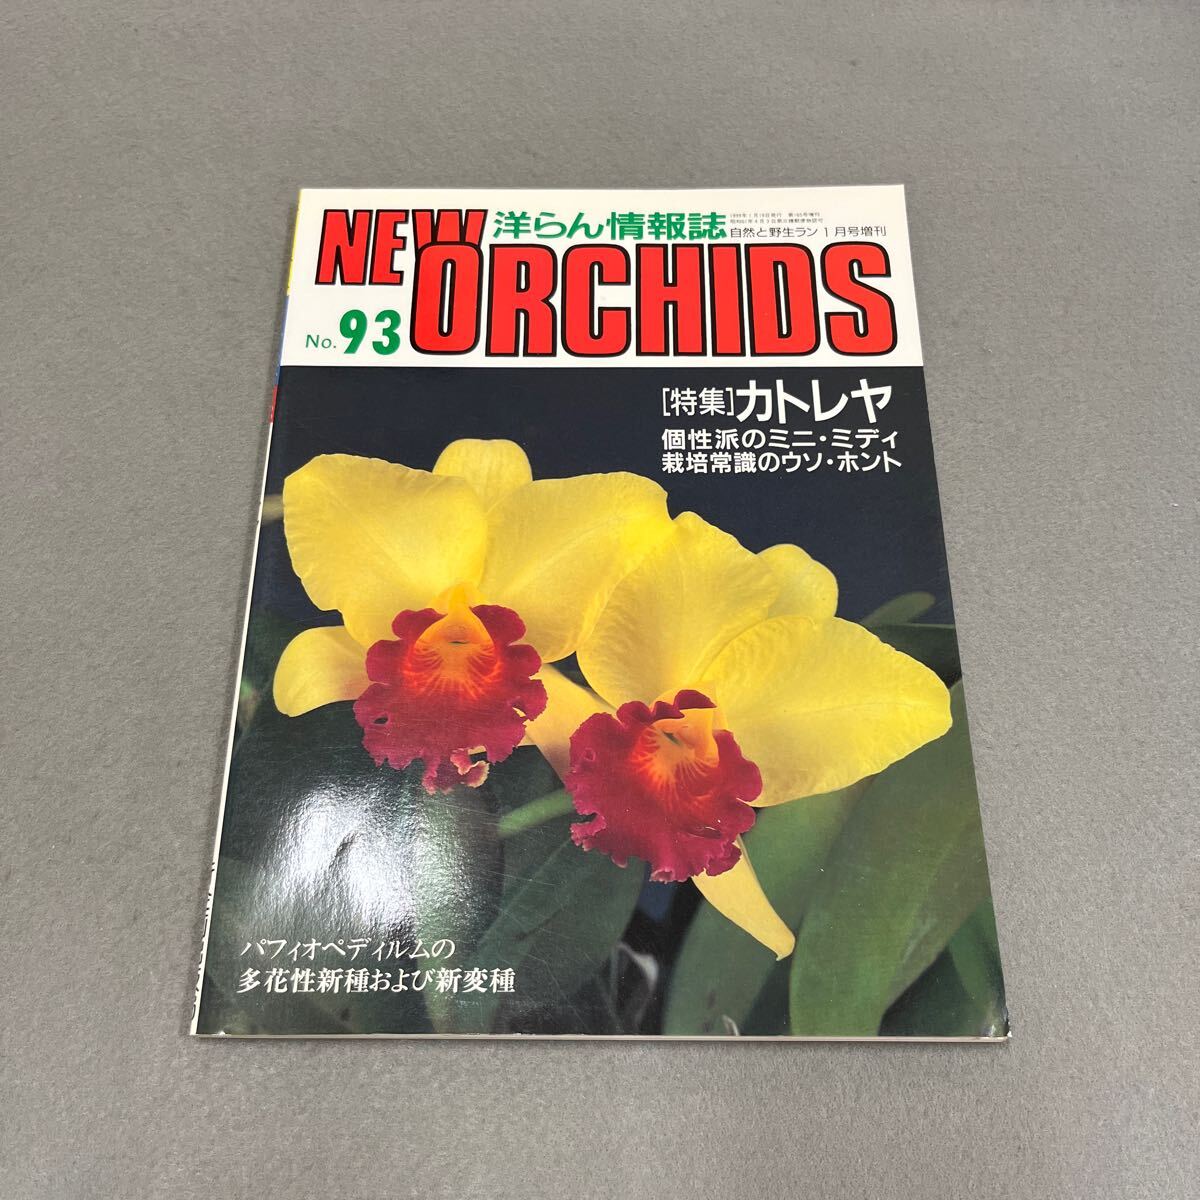 洋らん情報誌
自然と野生ラン1月号増刊
NEW
ORCHIDS
No.93
[特集]カトレヤ
個性派のミニ・ミディ
栽培常識のウソ・ホント
パフィオペディルムの
多花性新種および新変種